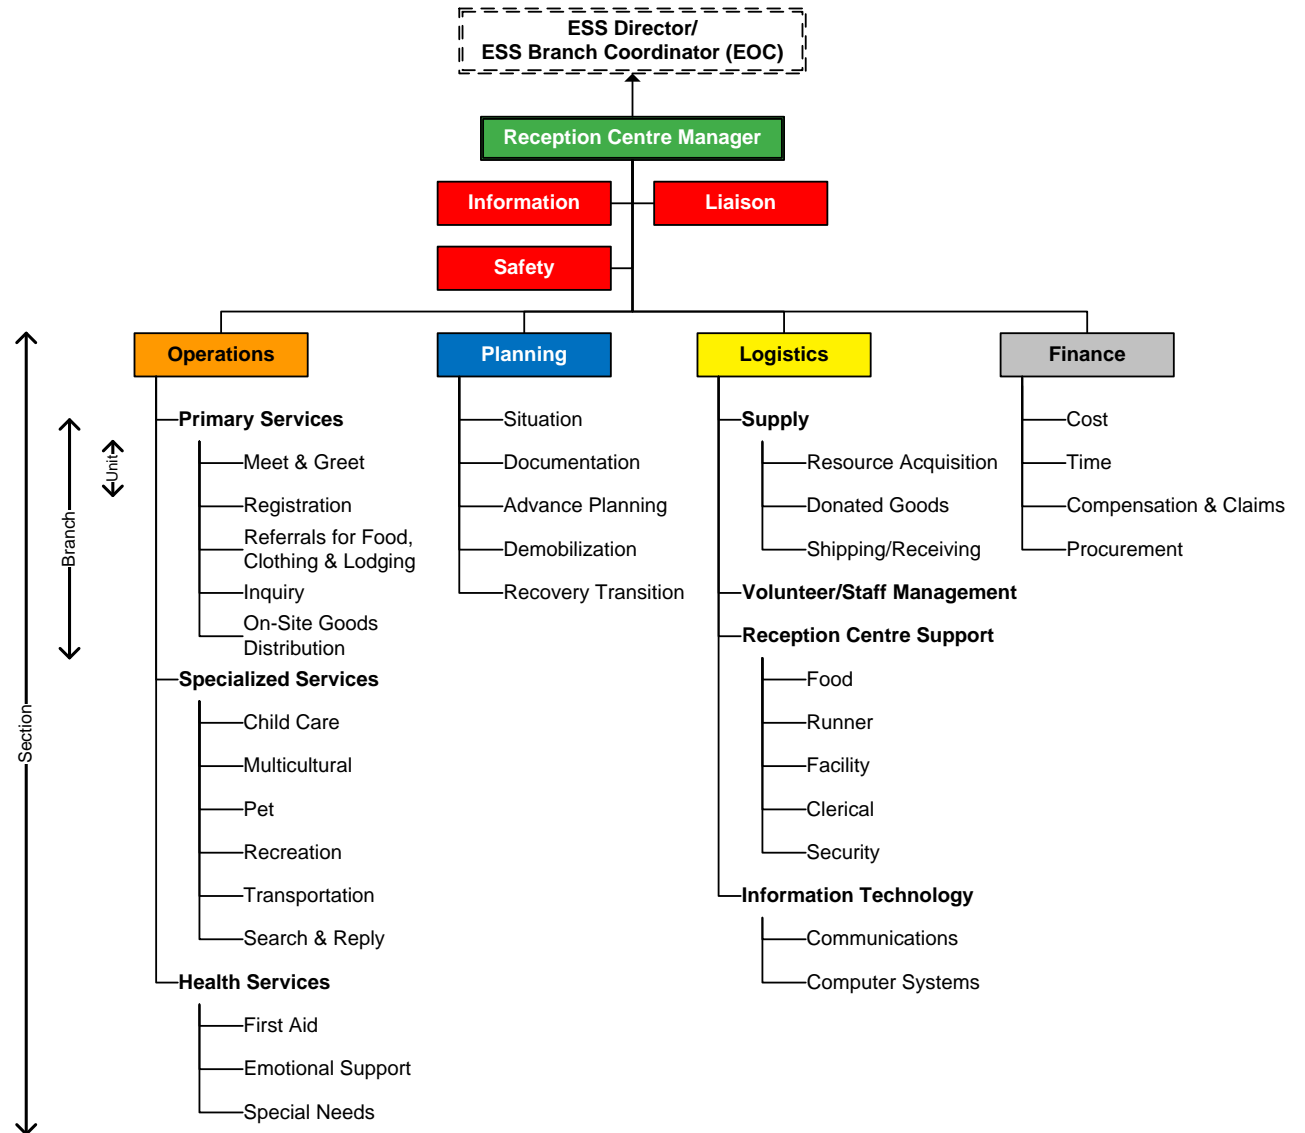 ESS Director/
ESS Branch Coordinator (EOC)
Reception Centre Manager
Information
Liaison
Safety
Operations
Planning
Logistics
Finance
Section
Branch
Unit
Primary Services
Meet & Greet
Registration
Referrals for Food,
Clothing & Lodging
Inquiry
On-Site Goods
Distribution
Specialized Services
Child Care
Multicultural
Pet
Recreation
Transportation
Search & Reply
Health Services
First Aid
Emotional Support
Special Needs
Situation
Documentation
Advance Planning
Demobilization
Recovery Transition
Supply
Resource Acquisition
Donated Goods
Shipping/Receiving
Volunteer/Staff Management
Reception Centre Support
Food
Runner
Facility
Clerical
Security
Information Technology
Communications
Computer Systems
Cost
Time
Compensation & Claims
Procurement